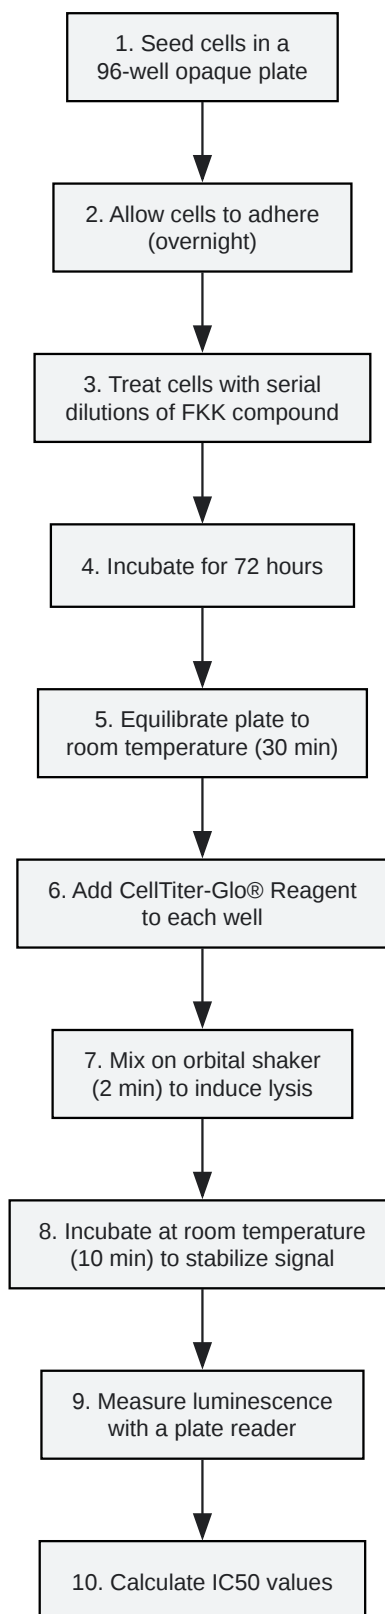 1. Seed cells in a
96-well opaque plate
2. Allow cells to adhere
(overnight)
3. Treat cells with serial
dilutions of FKK compound
4. Incubate for 72 hours
5. Equilibrate plate to
room temperature (30 min)
6. Add CellTiter-Glo® Reagent
to each well
7. Mix on orbital shaker
(2 min) to induce lysis
8. Incubate at room temperature
(10 min) to stabilize signal
9. Measure luminescence
with a plate reader
10. Calculate IC50 values